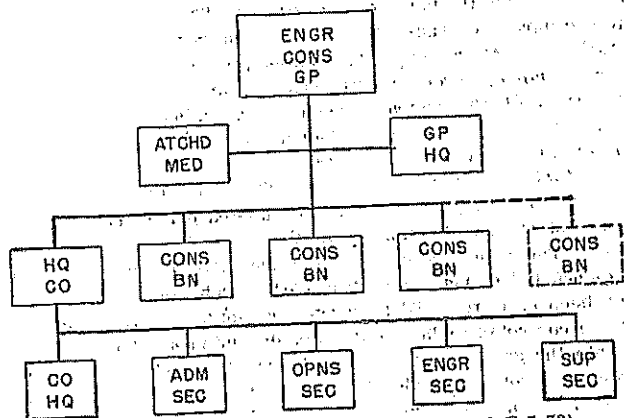 ENGR
CONS
GP
ATCHD
MED
GP
HQ
HQ
CO
CONS
BN
CONS
BN
CONS
BN
CONS
BN
CO
HQ
ADM
SEC
OPNS
SEC
ENGR
SEC
SUP
SEC